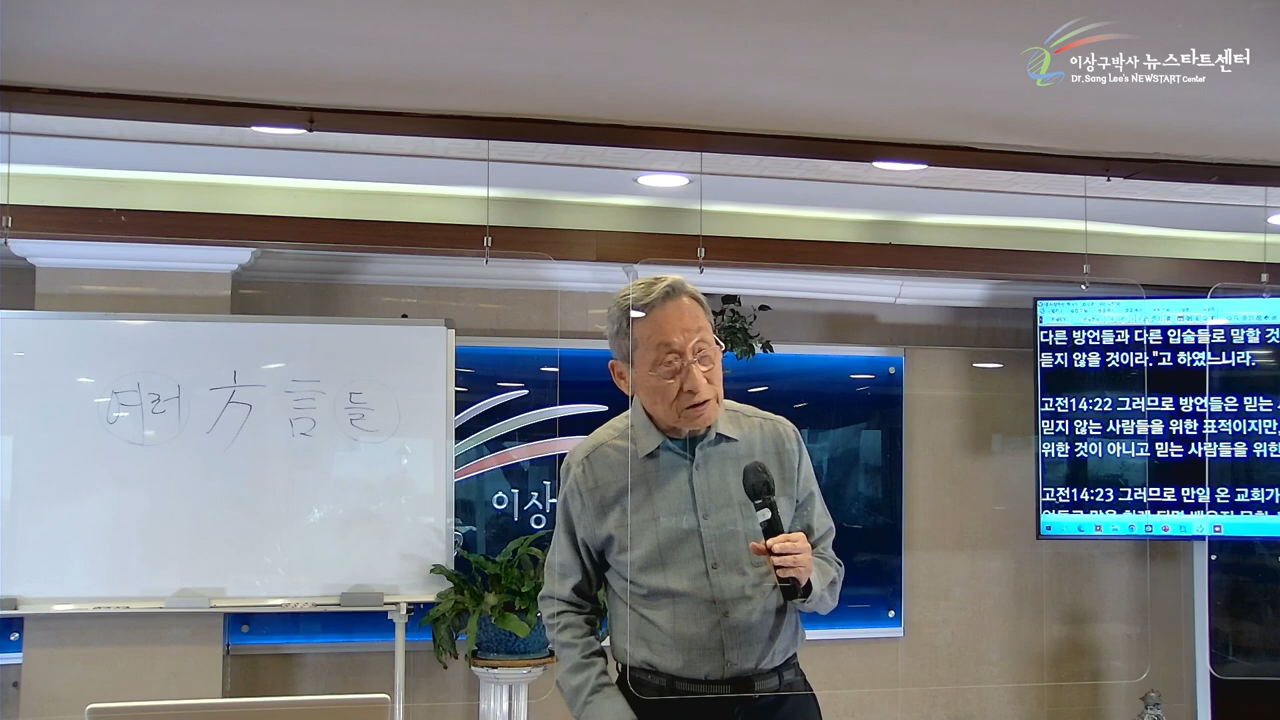 이상구박사 뉴스타트센터
Dr. Sang Lee's NEWSTART Center
여러 方言들
이상
다른 방언들과 다른 입술들로 말할 것
듣지 않을 것이라."고 하였느니라.
고전14:22 그러므로 방언들은 믿는
믿지 않는 사람들을 위한 표적이지만,
위한 것이 아니고 믿는 사람들을 위한
고전14:23 그러므로 만일 온 교회가